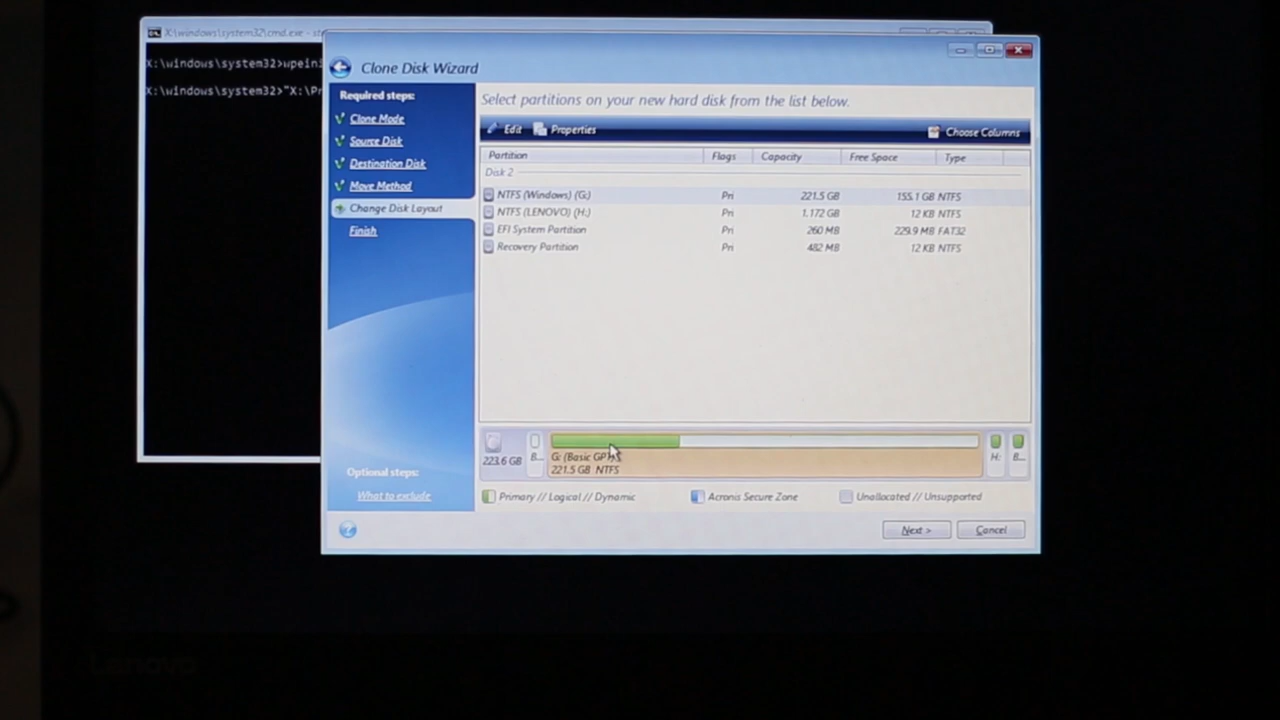 X:\windows\system32\cmd.exe - st
X:\windows\system32>wpeini
X:\windows\system32>"X:\Pr
Clone Disk Wizard
Required steps:
Clone Mode
Source Disk
Destination Disk
Move Method
Change Disk Layout
Finish
Optional steps:
What to exclude
Select partitions on your new hard disk from the list below.
Edit Properties Choose Columns
Partition Flags Capacity Free Space Type
Disk 2
NTFS (Windows) (G:) Pri 221.5 GB 155.1 GB NTFS
NTFS (LENOVO) (H:) Pri 1.172 GB 12 KB NTFS
EFI System Partition Pri 260 MB 229.9 MB FAT32
Recovery Partition Pri 482 MB 12 KB NTFS
223.6 GB B... G: (Basic GPT) H: B...
221.5 GB NTFS
Primary // Logical // Dynamic Acronis Secure Zone Unallocated // Unsupported
? Next > Cancel
Lenovo